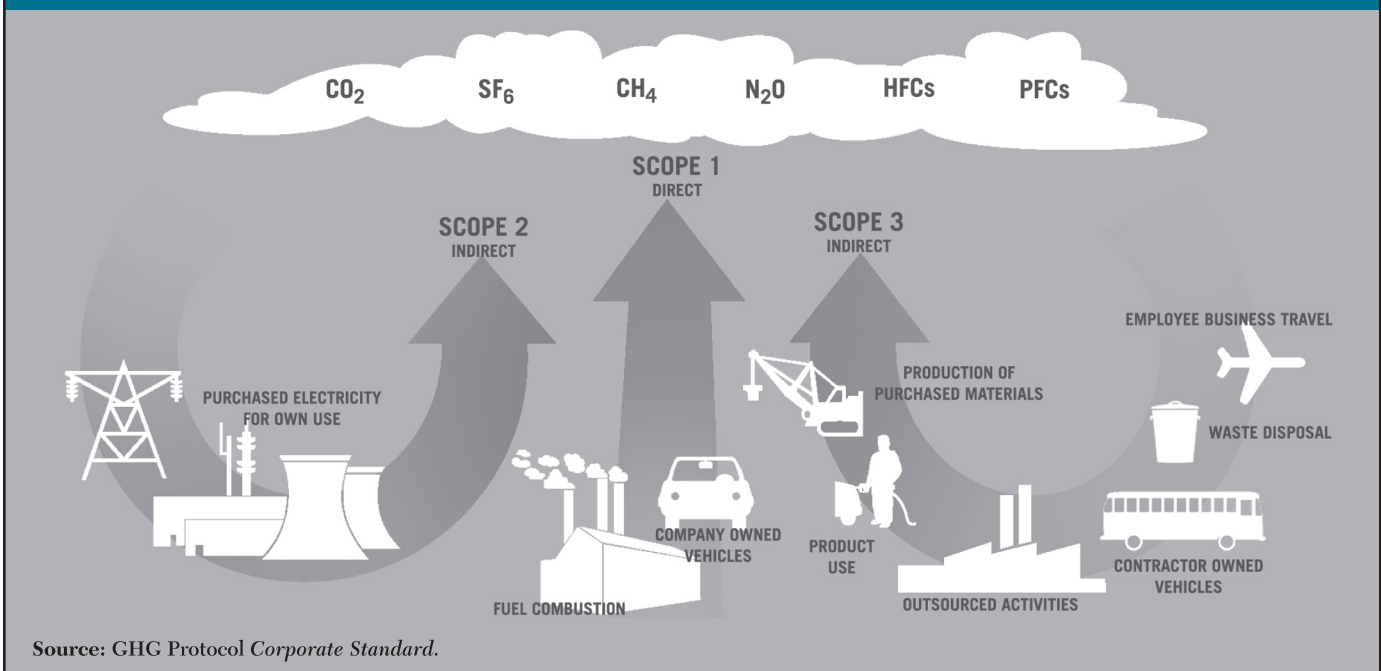 CO₂ SF₆ CH₄ N₂O HFCs PFCs
SCOPE 1
DIRECT
SCOPE 2
INDIRECT
SCOPE 3
INDIRECT
PURCHASED ELECTRICITY
FOR OWN USE
COMPANY OWNED
VEHICLES
FUEL COMBUSTION
PRODUCTION OF
PURCHASED MATERIALS
PRODUCT
USE
OUTSOURCED ACTIVITIES
EMPLOYEE BUSINESS TRAVEL
WASTE DISPOSAL
CONTRACTOR OWNED
VEHICLES
Source: GHG Protocol Corporate Standard.